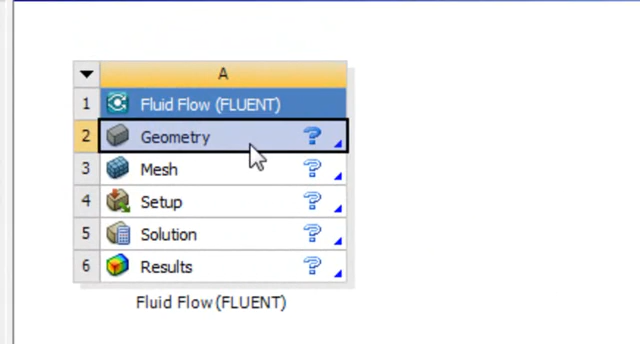 A
1 Fluid Flow (FLUENT)
2 Geometry ?
3 Mesh ?
4 Setup ?
5 Solution ?
6 Results ?
Fluid Flow (FLUENT)